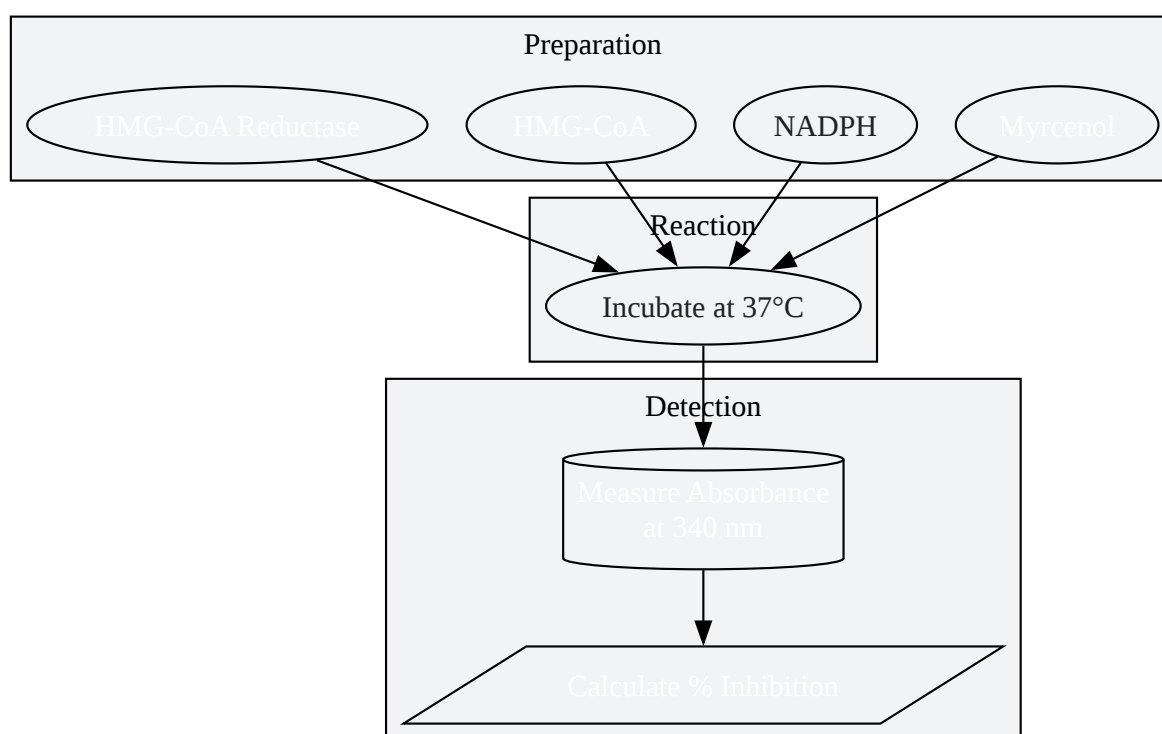 Preparation
HMG-CoA Reductase
HMG-CoA
NADPH
Myrcenol
Reaction
Incubate at 37°C
Detection
Measure Absorbance
at 340 nm
Calculate % Inhibition